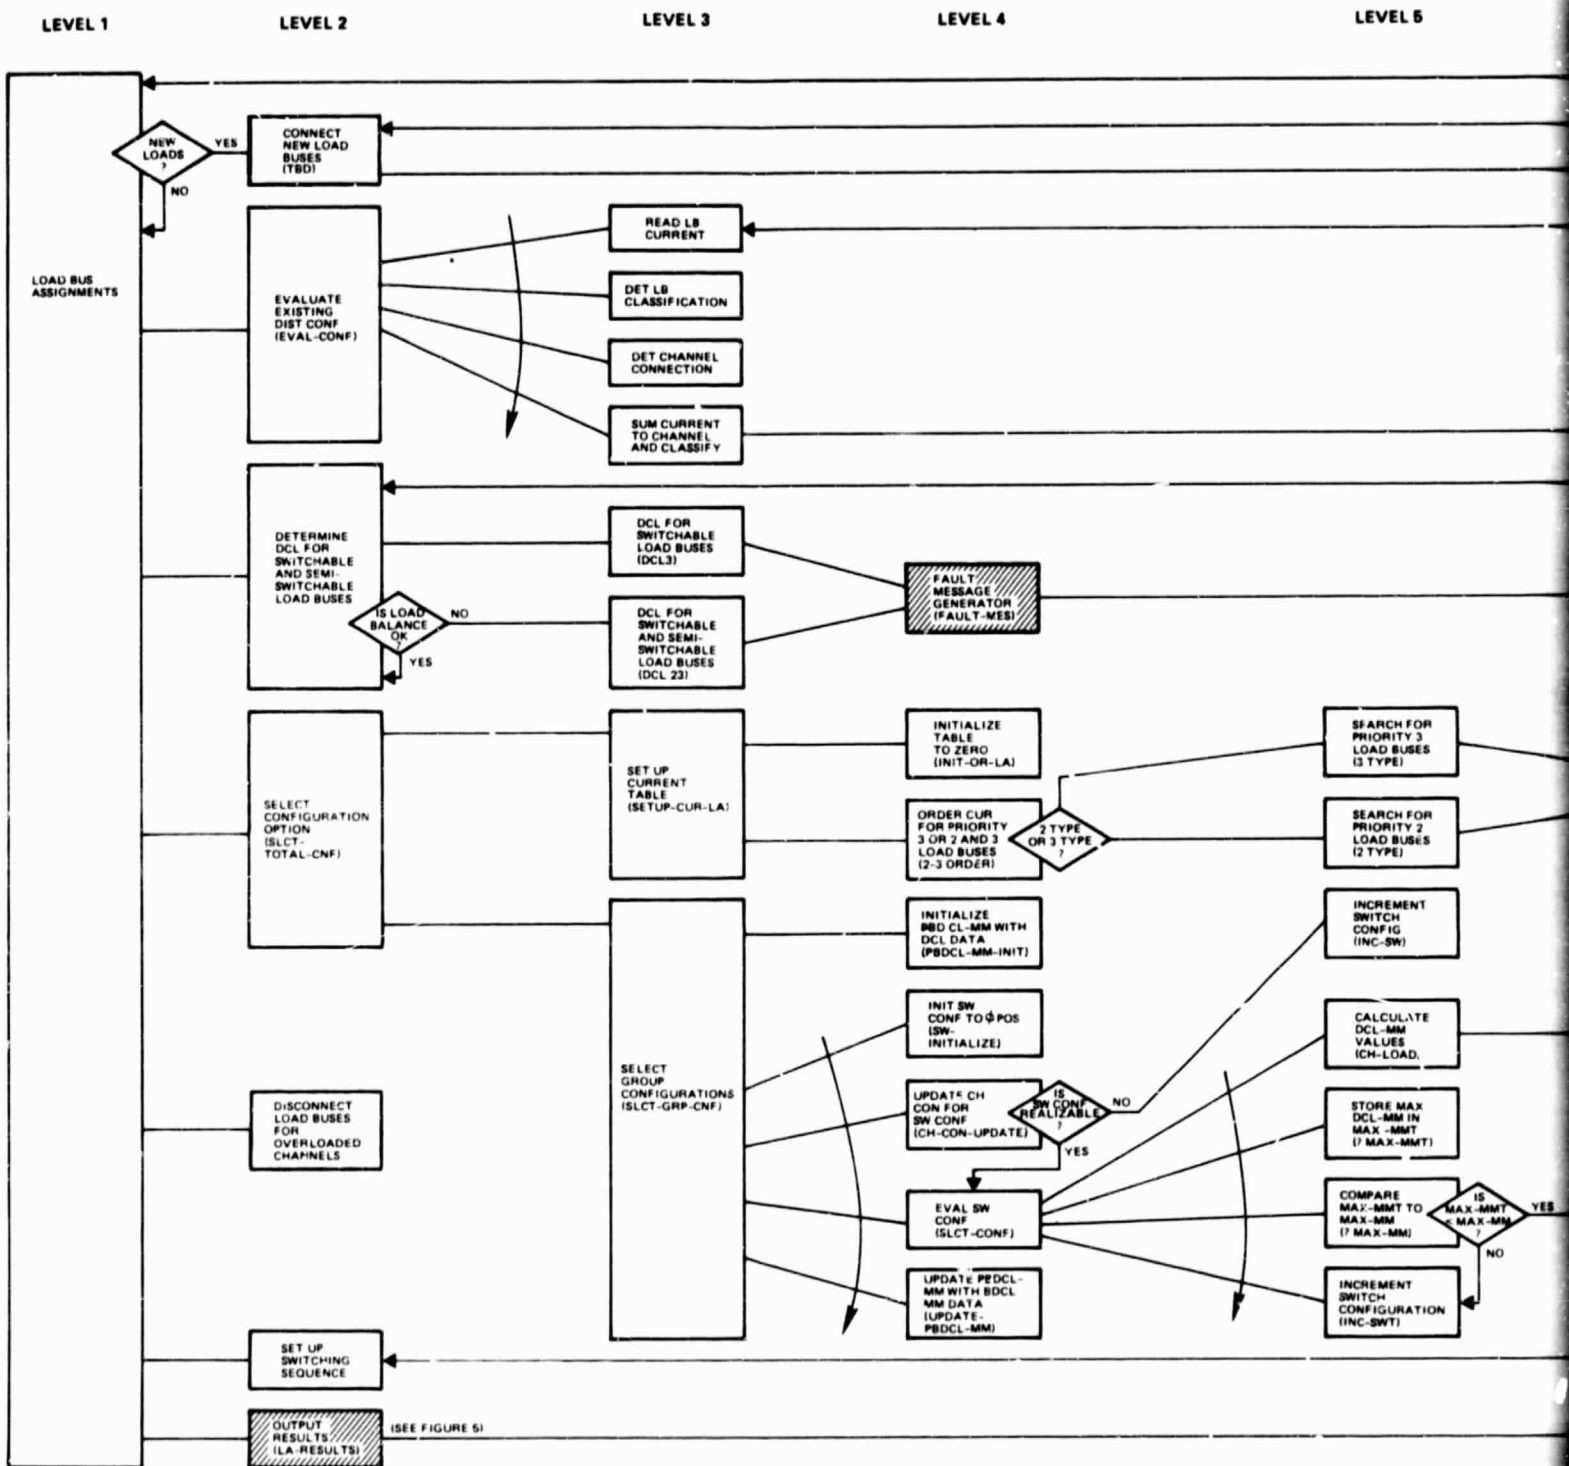 LEVEL 1
LEVEL 2
LEVEL 3
LEVEL 4
LEVEL 5
LOAD BUS
ASSIGNMENTS
NEW
LOADS
?
YES
NO
CONNECT
NEW LOAD
BUSES
(TBD)
EVALUATE
EXISTING
DIST CONF
(EVAL-CONF)
READ LB
CURRENT
DET LB
CLASSIFICATION
DET CHANNEL
CONNECTION
SUM CURRENT
TO CHANNEL
AND CLASSIFY
DETERMINE
DCL FOR
SWITCHABLE
AND SEMI-
SWITCHABLE
LOAD BUSES
IS LOAD
BALANCE
OK
?
NO
YES
DCL FOR
SWITCHABLE
LOAD BUSES
(DCL3)
DCL FOR
SWITCHABLE
AND SEMI-
SWITCHABLE
LOAD BUSES
(DCL 23)
FAULT
MESSAGE
GENERATOR
(FAULT-MES)
SELECT
CONFIGURATION
OPTION
(SLCT-
TOTAL-CNF)
SET UP
CURRENT
TABLE
(SETUP-CUR-LA)
INITIALIZE
TABLE
TO ZERO
(INIT-OR-LA)
ORDER CUR
FOR PRIORITY
3 OR 2 AND 3
LOAD BUSES
(2-3 ORDER)
2 TYPE
OR 3 TYPE
?
SEARCH FOR
PRIORITY 3
LOAD BUSES
(3 TYPE)
SEARCH FOR
PRIORITY 2
LOAD BUSES
(2 TYPE)
SELECT
GROUP
CONFIGURATIONS
(SLCT-GRP-CNF)
INITIALIZE
PBD CL-MM WITH
DCL DATA
(PBDCL-MM-INIT)
INIT SW
CONF TO ϕ POS
(SW-
INITIALIZE)
UPDATE CH
CON FOR
SW CONF
(CH-CON-UPDATE)
IS
SW CONF
REALIZABLE
?
NO
YES
EVAL SW
CONF
(SLCT-CONF)
UPDATE PBDCL-
MM WITH BDCL
MM DATA
(UPDATE-
PBDCL-MM)
INCREMENT
SWITCH
CONFIG
(INC-SW)
CALCULATE
DCL-MM
VALUES
(CH-LOAD,
STORE MAX
DCL-MM IN
MAX -MMT
(? MAX-MMT)
COMPARE
MAX-MMT TO
MAX-MM
(? MAX-MM)
IS
MAX-MMT
< MAX-MM
?
YES
NO
INCREMENT
SWITCH
CONFIGURATION
(INC-SWT)
DISCONNECT
LOAD BUSES
FOR
OVERLOADED
CHANNELS
SET UP
SWITCHING
SEQUENCE
OUTPUT
RESULTS
(LA-RESULTS)
(SEE FIGURE 5)